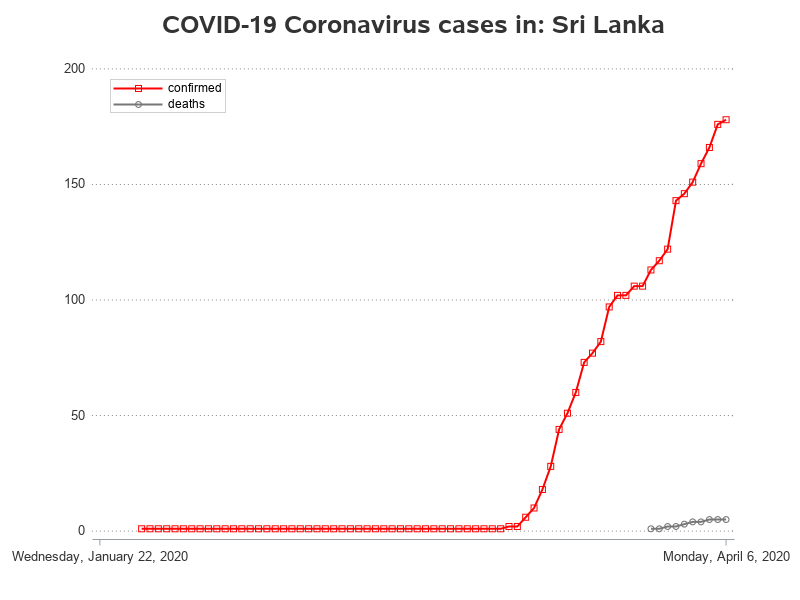 COVID-19 Coronavirus cases in: Sri Lanka
200
confirmed
deaths
150
100
50
0
Wednesday, January 22, 2020
Monday, April 6, 2020